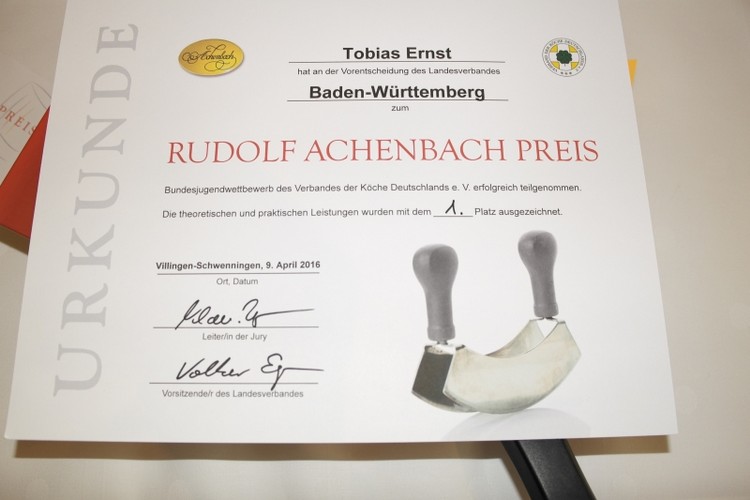 URKUNDE
Achenbach
Tobias Ernst
hat an der Vorentscheidung des Landesverbandes
Baden-Württemberg
zum
RUDOLF ACHENBACH PREIS
Bundesjugendwettbewerb des Verbandes der Köche Deutschlands e. V. erfolgreich teilgenommen.
Die theoretischen und praktischen Leistungen wurden mit dem 1. Platz ausgezeichnet.
Villingen-Schwenningen, 9. April 2016
Ort, Datum
Leiter/in der Jury
Volker
Vorsitzende/r des Landesverbandes
PREIS